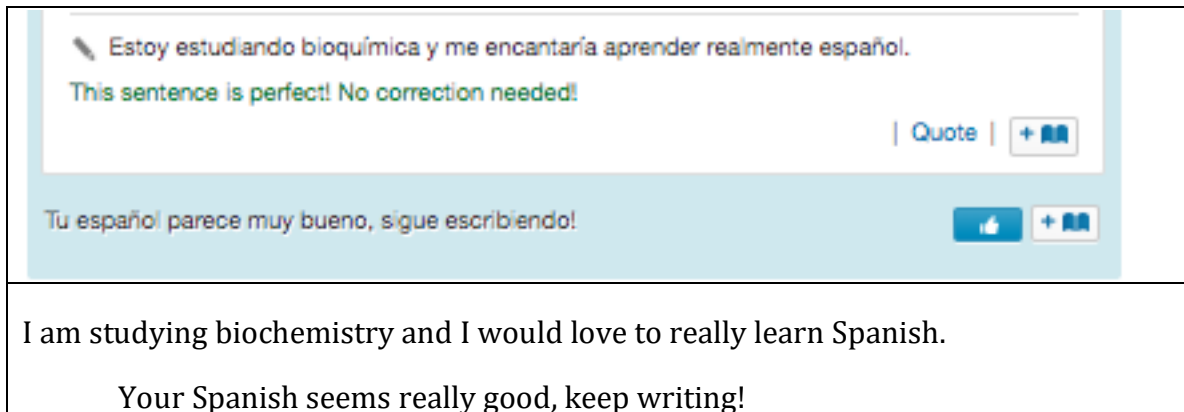 Estoy estudiando bioquímica y me encantaría aprender realmente español.
This sentence is perfect! No correction needed!
| Quote | +
Tu español parece muy bueno, sigue escribiendo!
+
I am studying biochemistry and I would love to really learn Spanish.
Your Spanish seems really good, keep writing!